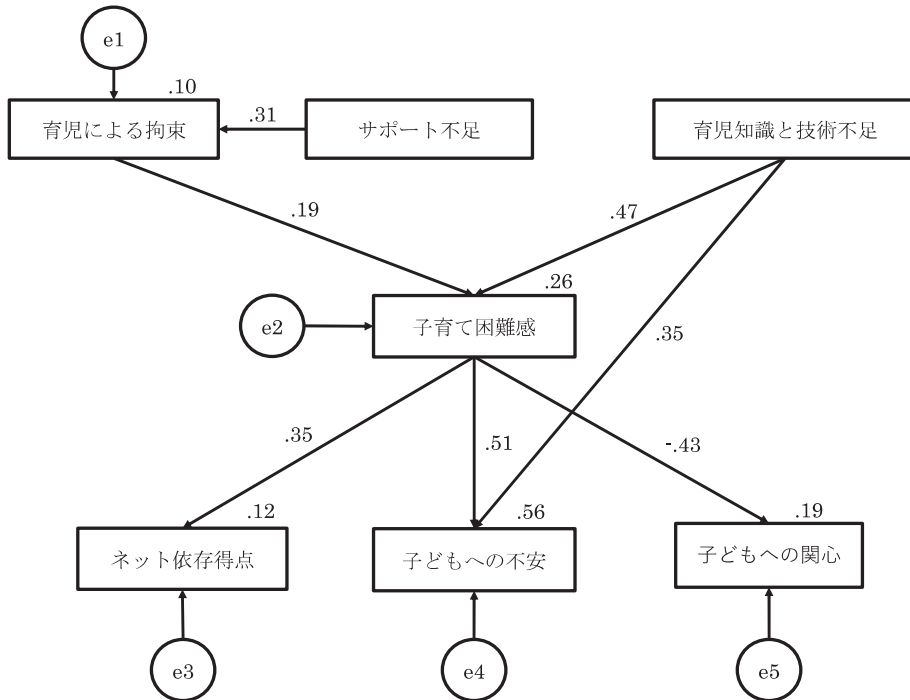 e1
.10
育児による拘束
.31
サポート不足
育児知識と技術不足
.19
.47
.26
e2
子育て困難感
.35
.35
.51
-.43
.12
.56
.19
ネット依存得点
子どもへの不安
子どもへの関心
e3
e4
e5